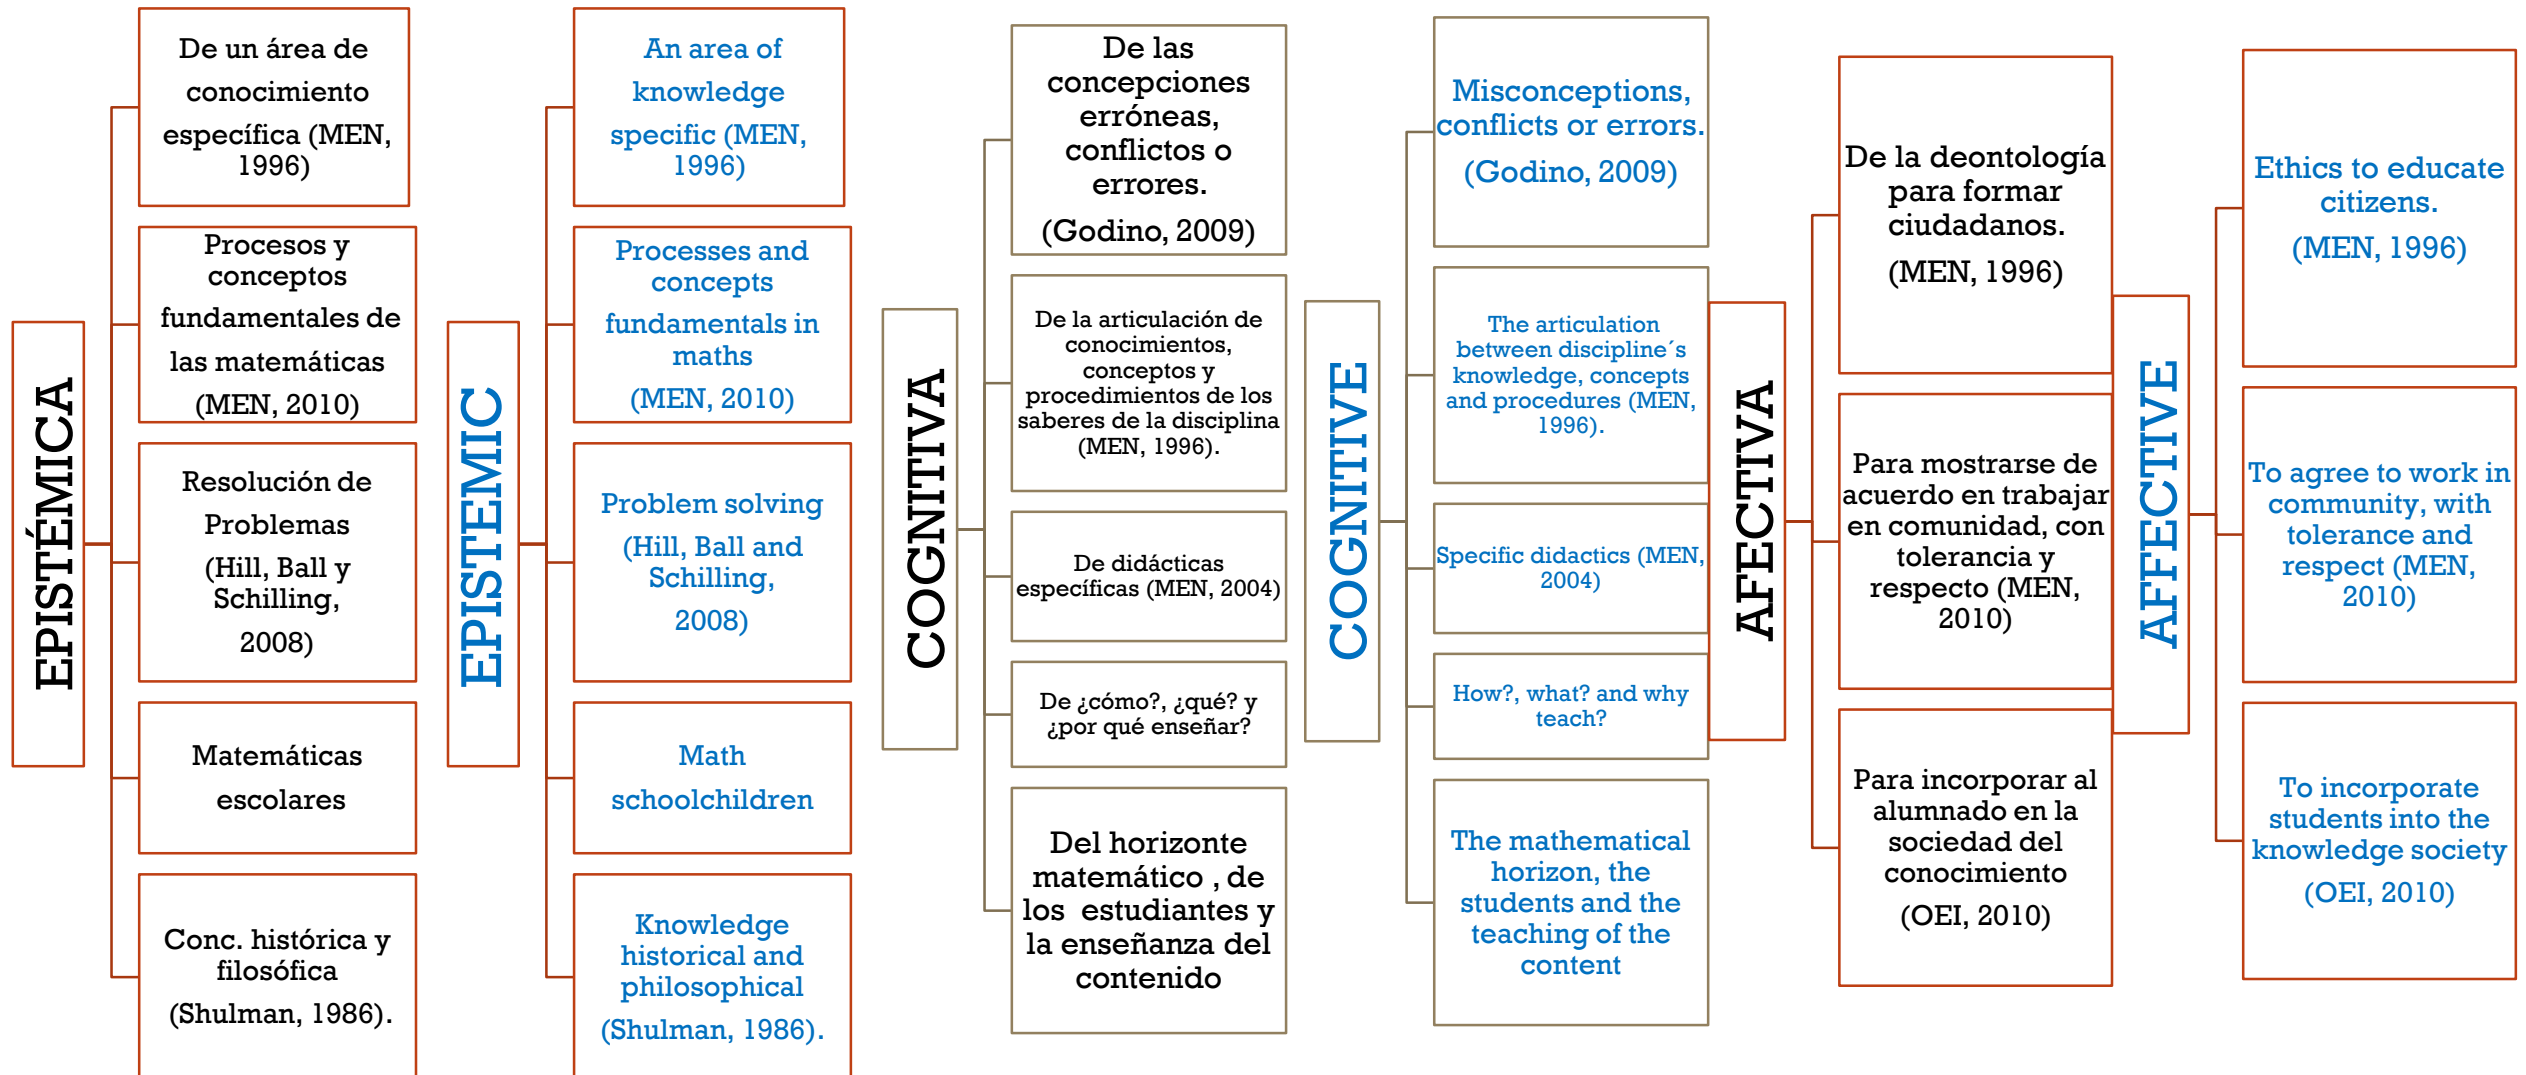 EPISTÉMICA
De un área de
conocimiento
específica (MEN,
1996)
Procesos y
conceptos
fundamentales de
las matemáticas
(MEN, 2010)
Resolución de
Problemas
(Hill, Ball y
Schilling,
2008)
Matemáticas
escolares
Conc. histórica y
filosófica
(Shulman, 1986).
EPISTEMIC
An area of
knowledge
specific (MEN,
1996)
Processes and
concepts
fundamentals in
maths
(MEN, 2010)
Problem solving
(Hill, Ball and
Schilling,
2008)
Math
schoolchildren
Knowledge
historical and
philosophical
(Shulman, 1986).
COGNITIVA
De las
concepciones
erróneas,
conflictos o
errores.
(Godino, 2009)
De la articulación de
conocimientos,
conceptos y
procedimientos de los
saberes de la disciplina
(MEN, 1996).
De didácticas
específicas (MEN, 2004)
De ¿cómo?, ¿qué? y
¿por qué enseñar?
Del horizonte
matemático , de
los estudiantes y
la enseñanza del
contenido
COGNITIVE
Misconceptions,
conflicts or errors.
(Godino, 2009)
The articulation
between discipline´s
knowledge, concepts
and procedures (MEN,
1996).
Specific didactics (MEN,
2004)
How?, what? and why
teach?
The mathematical
horizon, the
students and the
teaching of the
content
AFECTIVA
De la deontología
para formar
ciudadanos.
(MEN, 1996)
Para mostrarse de
acuerdo en trabajar
en comunidad, con
tolerancia y
respecto (MEN,
2010)
Para incorporar al
alumnado en la
sociedad del
conocimiento
(OEI, 2010)
AFFECTIVE
Ethics to educate
citizens.
(MEN, 1996)
To agree to work in
community, with
tolerance and
respect (MEN,
2010)
To incorporate
students into the
knowledge society
(OEI, 2010)